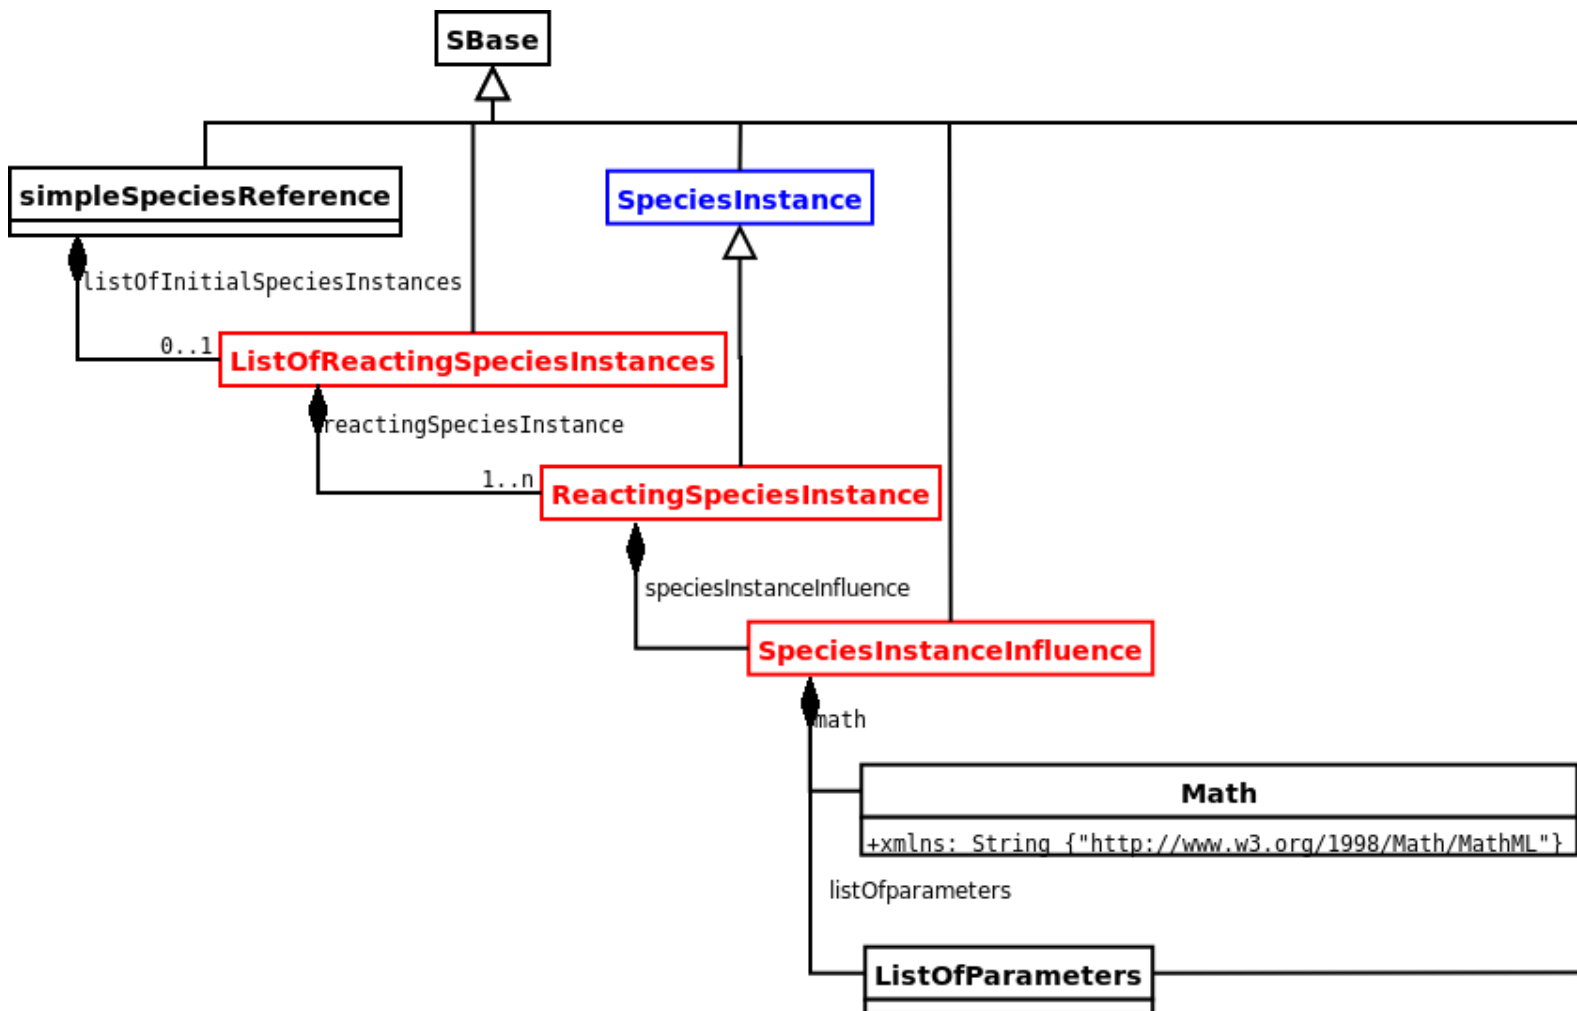 SBase
simpleSpeciesReference
SpeciesInstance
listOfInitialSpeciesInstances
0..1
ListOfReactingSpeciesInstances
reactingSpeciesInstance
1..n
ReactingSpeciesInstance
speciesInstanceInfluence
SpeciesInstanceInfluence
math
Math
+xmlns: String {"http://www.w3.org/1998/Math/MathML"}
listOfparameters
ListOfParameters